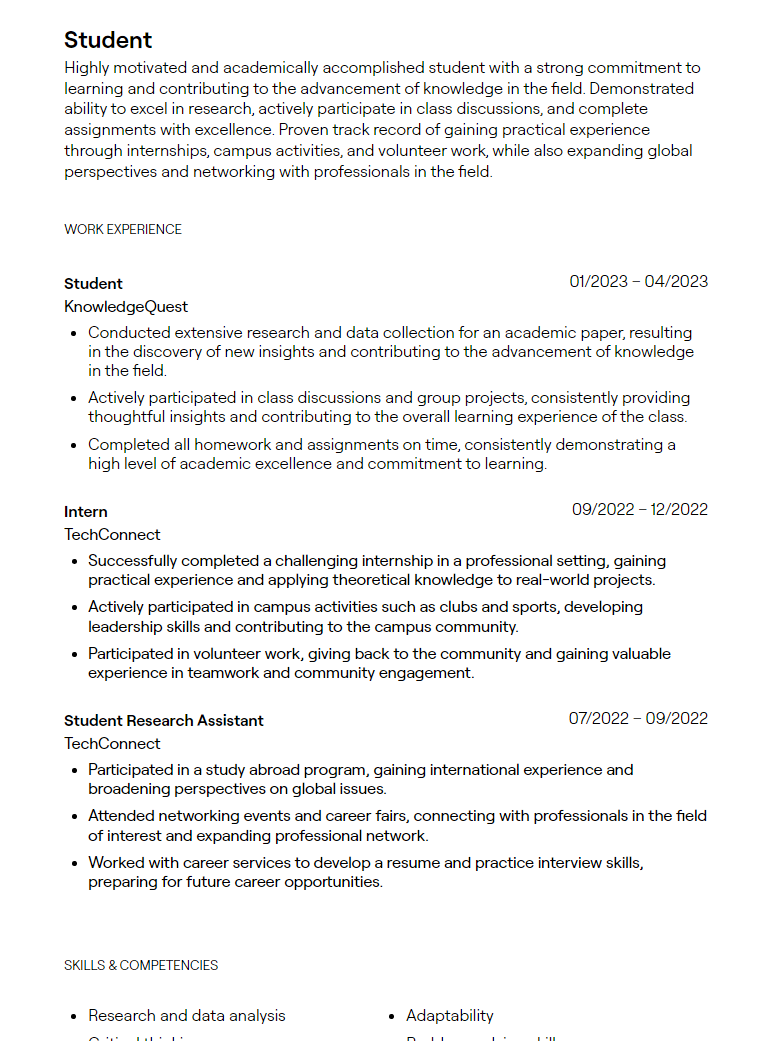 Student
Highly motivated and academically accomplished student with a strong commitment to
learning and contributing to the advancement of knowledge in the field. Demonstrated
ability to excel in research, actively participate in class discussions, and complete
assignments with excellence. Proven track record of gaining practical experience
through internships, campus activities, and volunteer work, while also expanding global
perspectives and networking with professionals in the field.
WORK EXPERIENCE
Student 01/2023 – 04/2023
KnowledgeQuest
• Conducted extensive research and data collection for an academic paper, resulting
in the discovery of new insights and contributing to the advancement of knowledge
in the field.
• Actively participated in class discussions and group projects, consistently providing
thoughtful insights and contributing to the overall learning experience of the class.
• Completed all homework and assignments on time, consistently demonstrating a
high level of academic excellence and commitment to learning.
Intern 09/2022 – 12/2022
TechConnect
• Successfully completed a challenging internship in a professional setting, gaining
practical experience and applying theoretical knowledge to real-world projects.
• Actively participated in campus activities such as clubs and sports, developing
leadership skills and contributing to the campus community.
• Participated in volunteer work, giving back to the community and gaining valuable
experience in teamwork and community engagement.
Student Research Assistant 07/2022 – 09/2022
TechConnect
• Participated in a study abroad program, gaining international experience and
broadening perspectives on global issues.
• Attended networking events and career fairs, connecting with professionals in the field
of interest and expanding professional network.
• Worked with career services to develop a resume and practice interview skills,
preparing for future career opportunities.
SKILLS & COMPETENCIES
• Research and data analysis
• Adaptability